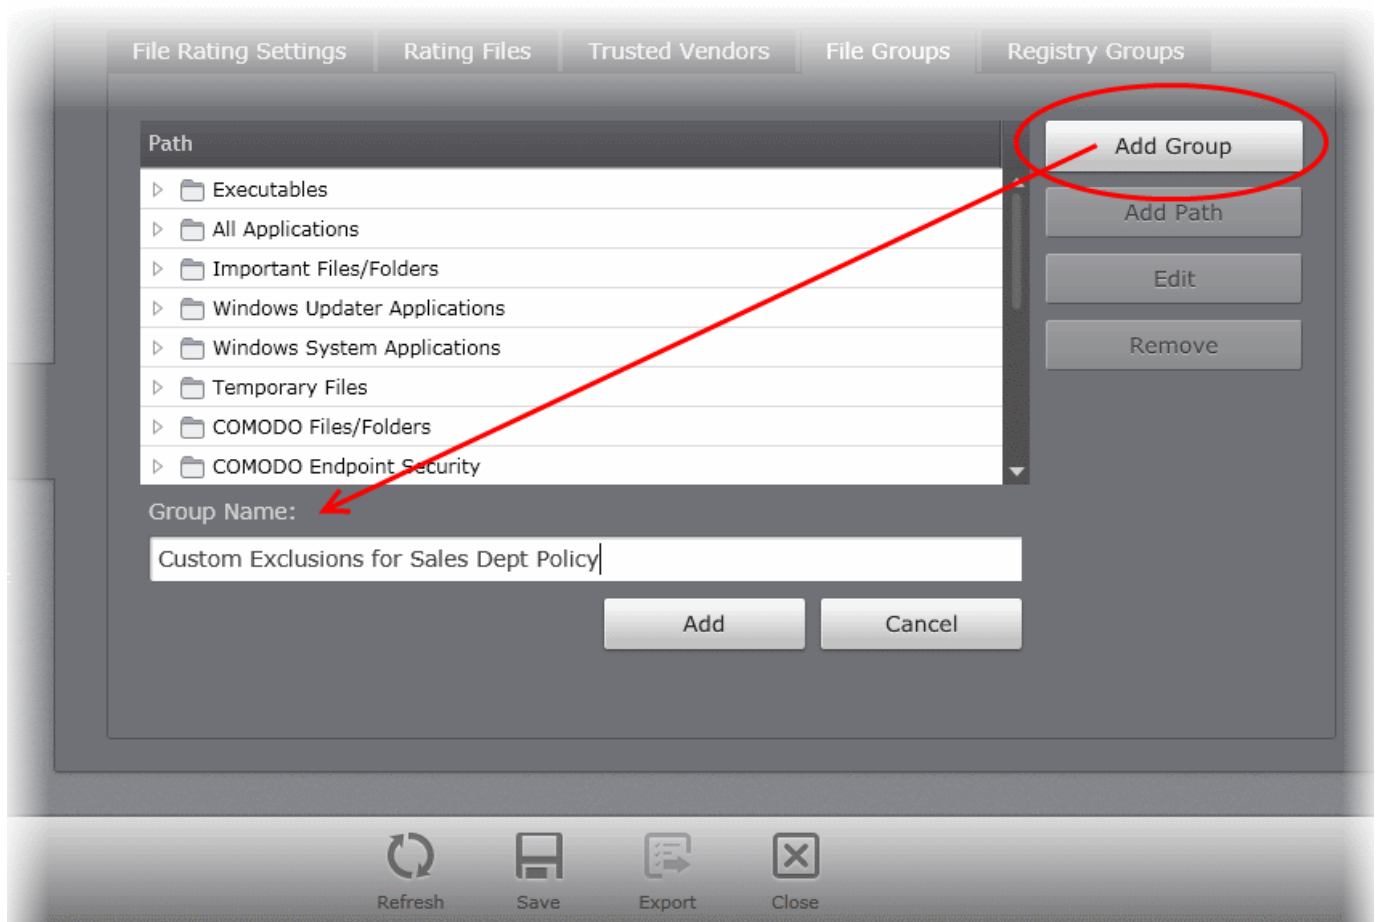 File Rating Settings Rating Files Trusted Vendors File Groups Registry Groups
Path
Add Group
Executables
All Applications
Add Path
Important Files/Folders
Edit
Windows Updater Applications
Windows System Applications
Remove
Temporary Files
COMODO Files/Folders
COMODO Endpoint Security
Group Name:
Custom Exclusions for Sales Dept Policy
Add Cancel
Refresh Save Export Close